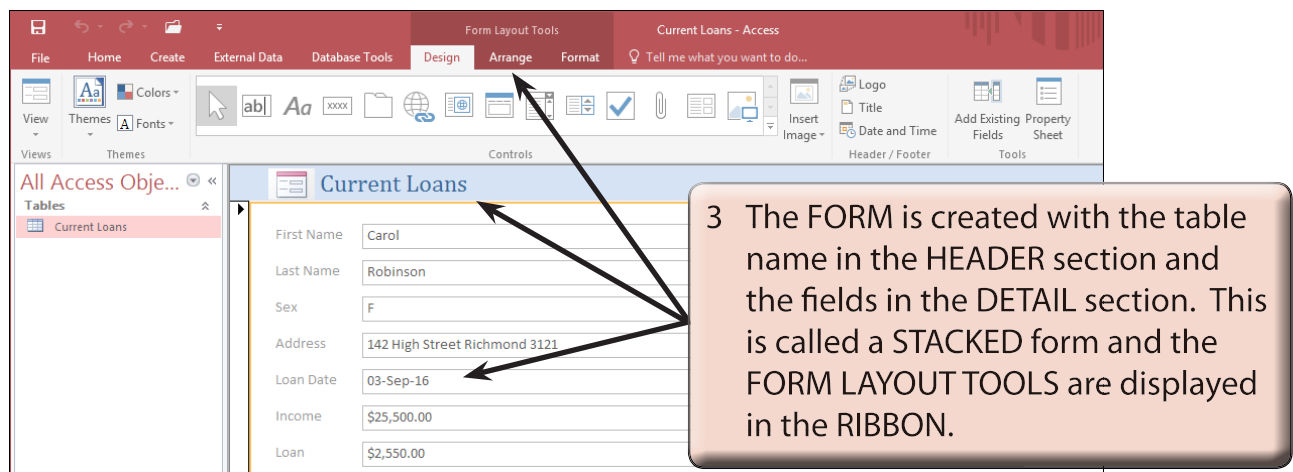 Form Layout Tools
Current Loans - Access
File Home Create External Data Database Tools Design Arrange Format Tell me what you want to do...
View
Themes
Aa
Colors
A Fonts
ab| Aa xxxx
Insert
Image
Logo
Title
Date and Time
Add Existing
Fields
Property
Sheet
Views Themes Controls Header / Footer Tools
All Access Obje... «
Tables
Current Loans
Current Loans
First Name Carol
Last Name Robinson
Sex F
Address 142 High Street Richmond 3121
Loan Date 03-Sep-16
Income $25,500.00
Loan $2,550.00
3 The FORM is created with the table
name in the HEADER section and
the fields in the DETAIL section. This
is called a STACKED form and the
FORM LAYOUT TOOLS are displayed
in the RIBBON.